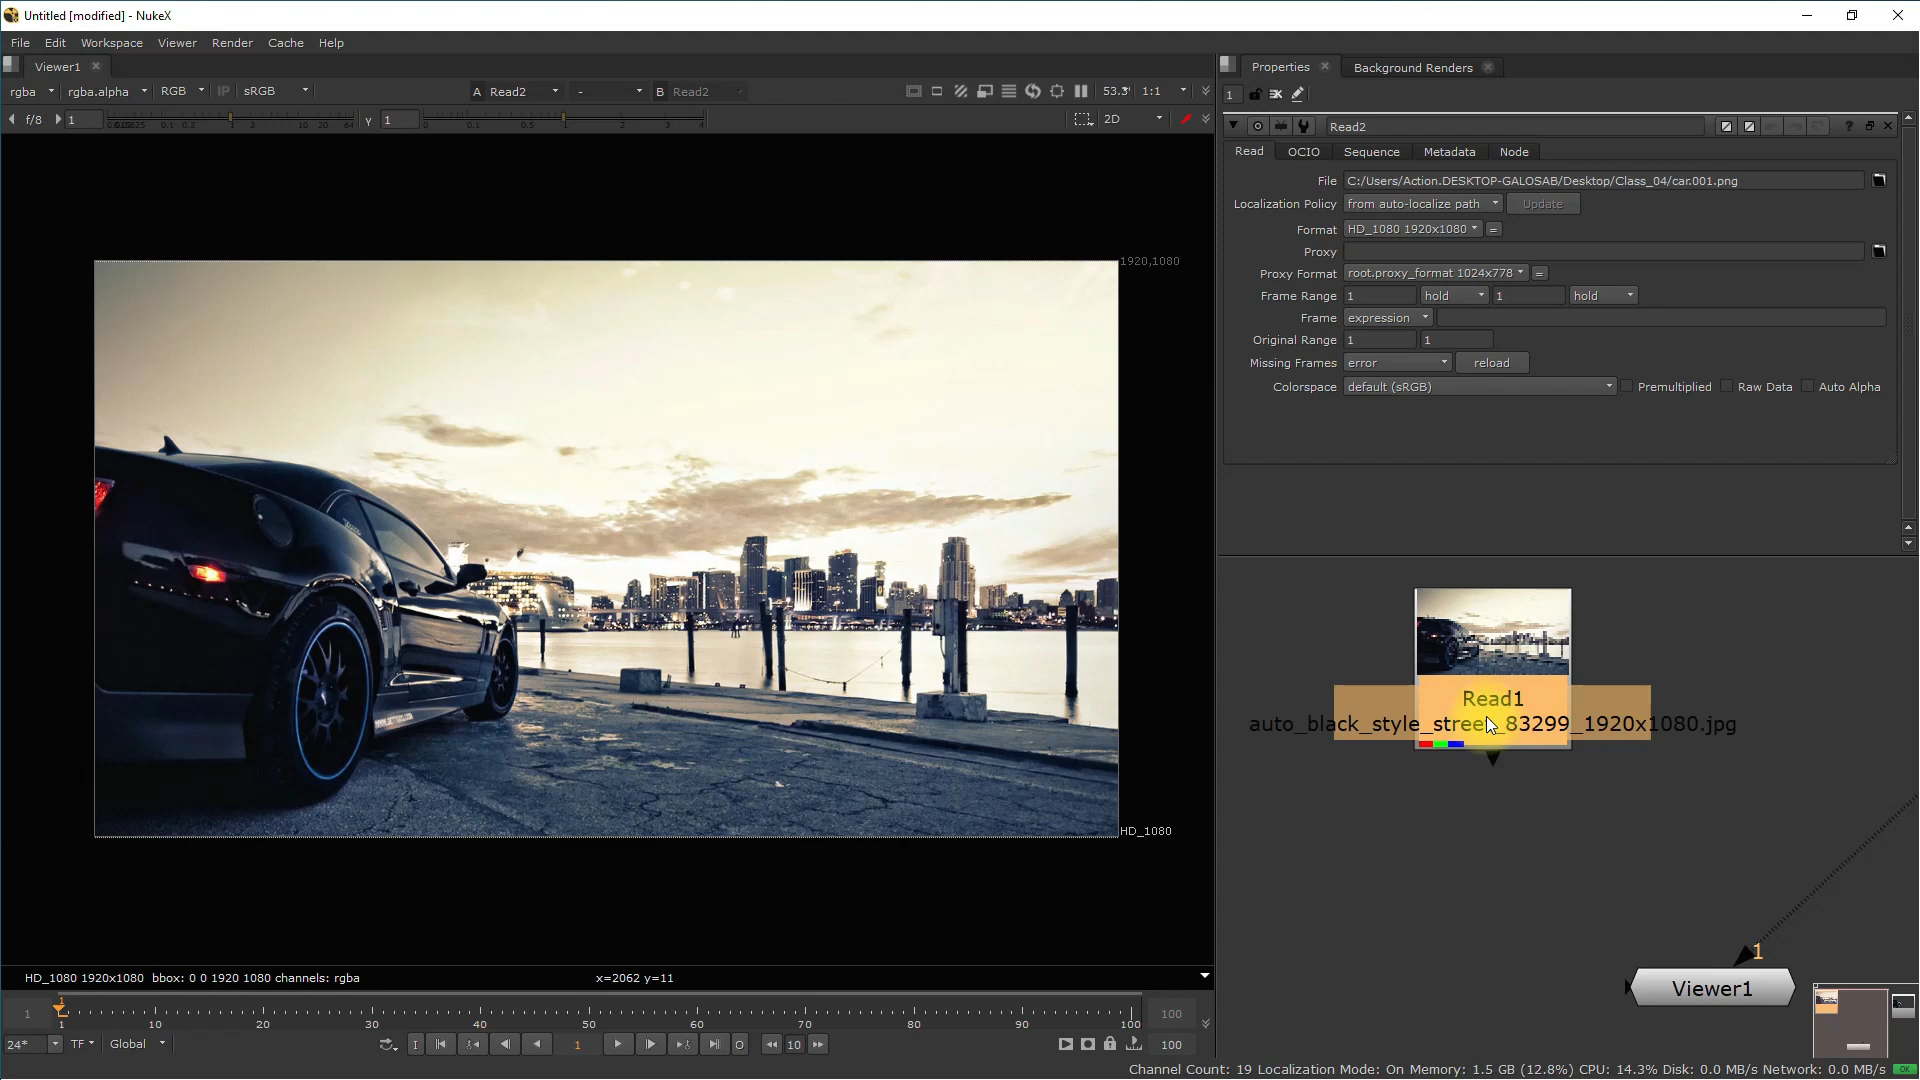 Untitled [modified] - NukeX
File Edit Workspace Viewer Render Cache Help
Viewer1
Properties Background Renders
rgba rgba.alpha RGB IP sRGB A Read2 - B Read2 1:1
1
f/8 1 y 1 2D
Read2
Read OCIO Sequence Metadata Node
File C:/Users/Action.DESKTOP-GALOSAB/Desktop/Class_04/car.001.png
Localization Policy from auto-localize path Update
Format HD_1080 1920x1080 =
Proxy
Proxy Format root.proxy_format 1024x778 =
Frame Range 1 hold 1 hold
Frame expression
Original Range 1 1
Missing Frames error reload
Colorspace default (sRGB) Premultiplied Raw Data Auto Alpha
1920,1080
HD_1080
Read1
auto_black_style_street_83299_1920x1080.jpg
1
Viewer1
HD_1080 1920x1080 bbox: 0 0 1920 1080 channels: rgba x=2062 y=11
1
1 1 10 20 30 40 50 60 70 80 90 100 100
24* TF Global I 1 O 10 100
Channel Count: 19 Localization Mode: On Memory: 1.5 GB (12.8%) CPU: 14.3% Disk: 0.0 MB/s Network: 0.0 MB/s OK